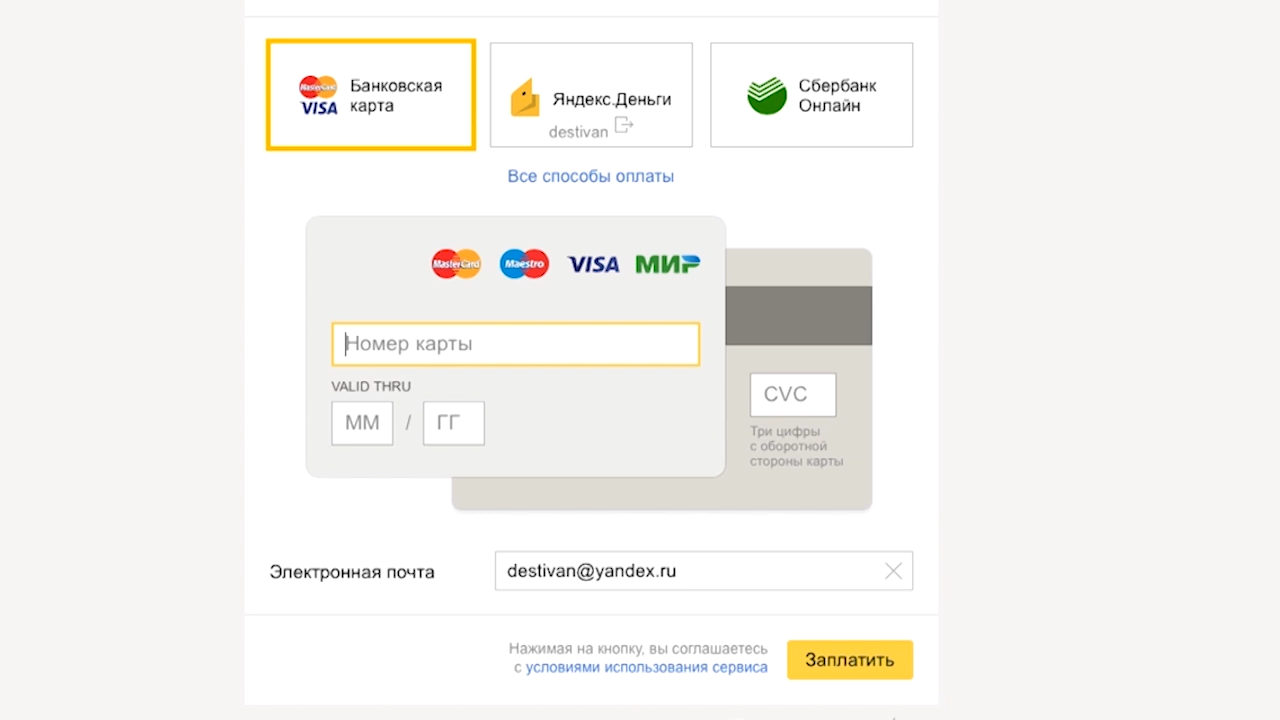 MasterCard
VISA
Банковская
карта
Яндекс.Деньги
destivan
Сбербанк
Онлайн
Все способы оплаты
MasterCard Maestro VISA МИР
Номер карты
VALID THRU
ММ / ГГ
CVC
Три цифры
с оборотной
стороны карты
Электронная почта
destivan@yandex.ru
Нажимая на кнопку, вы соглашаетесь
с условиями использования сервиса
Заплатить